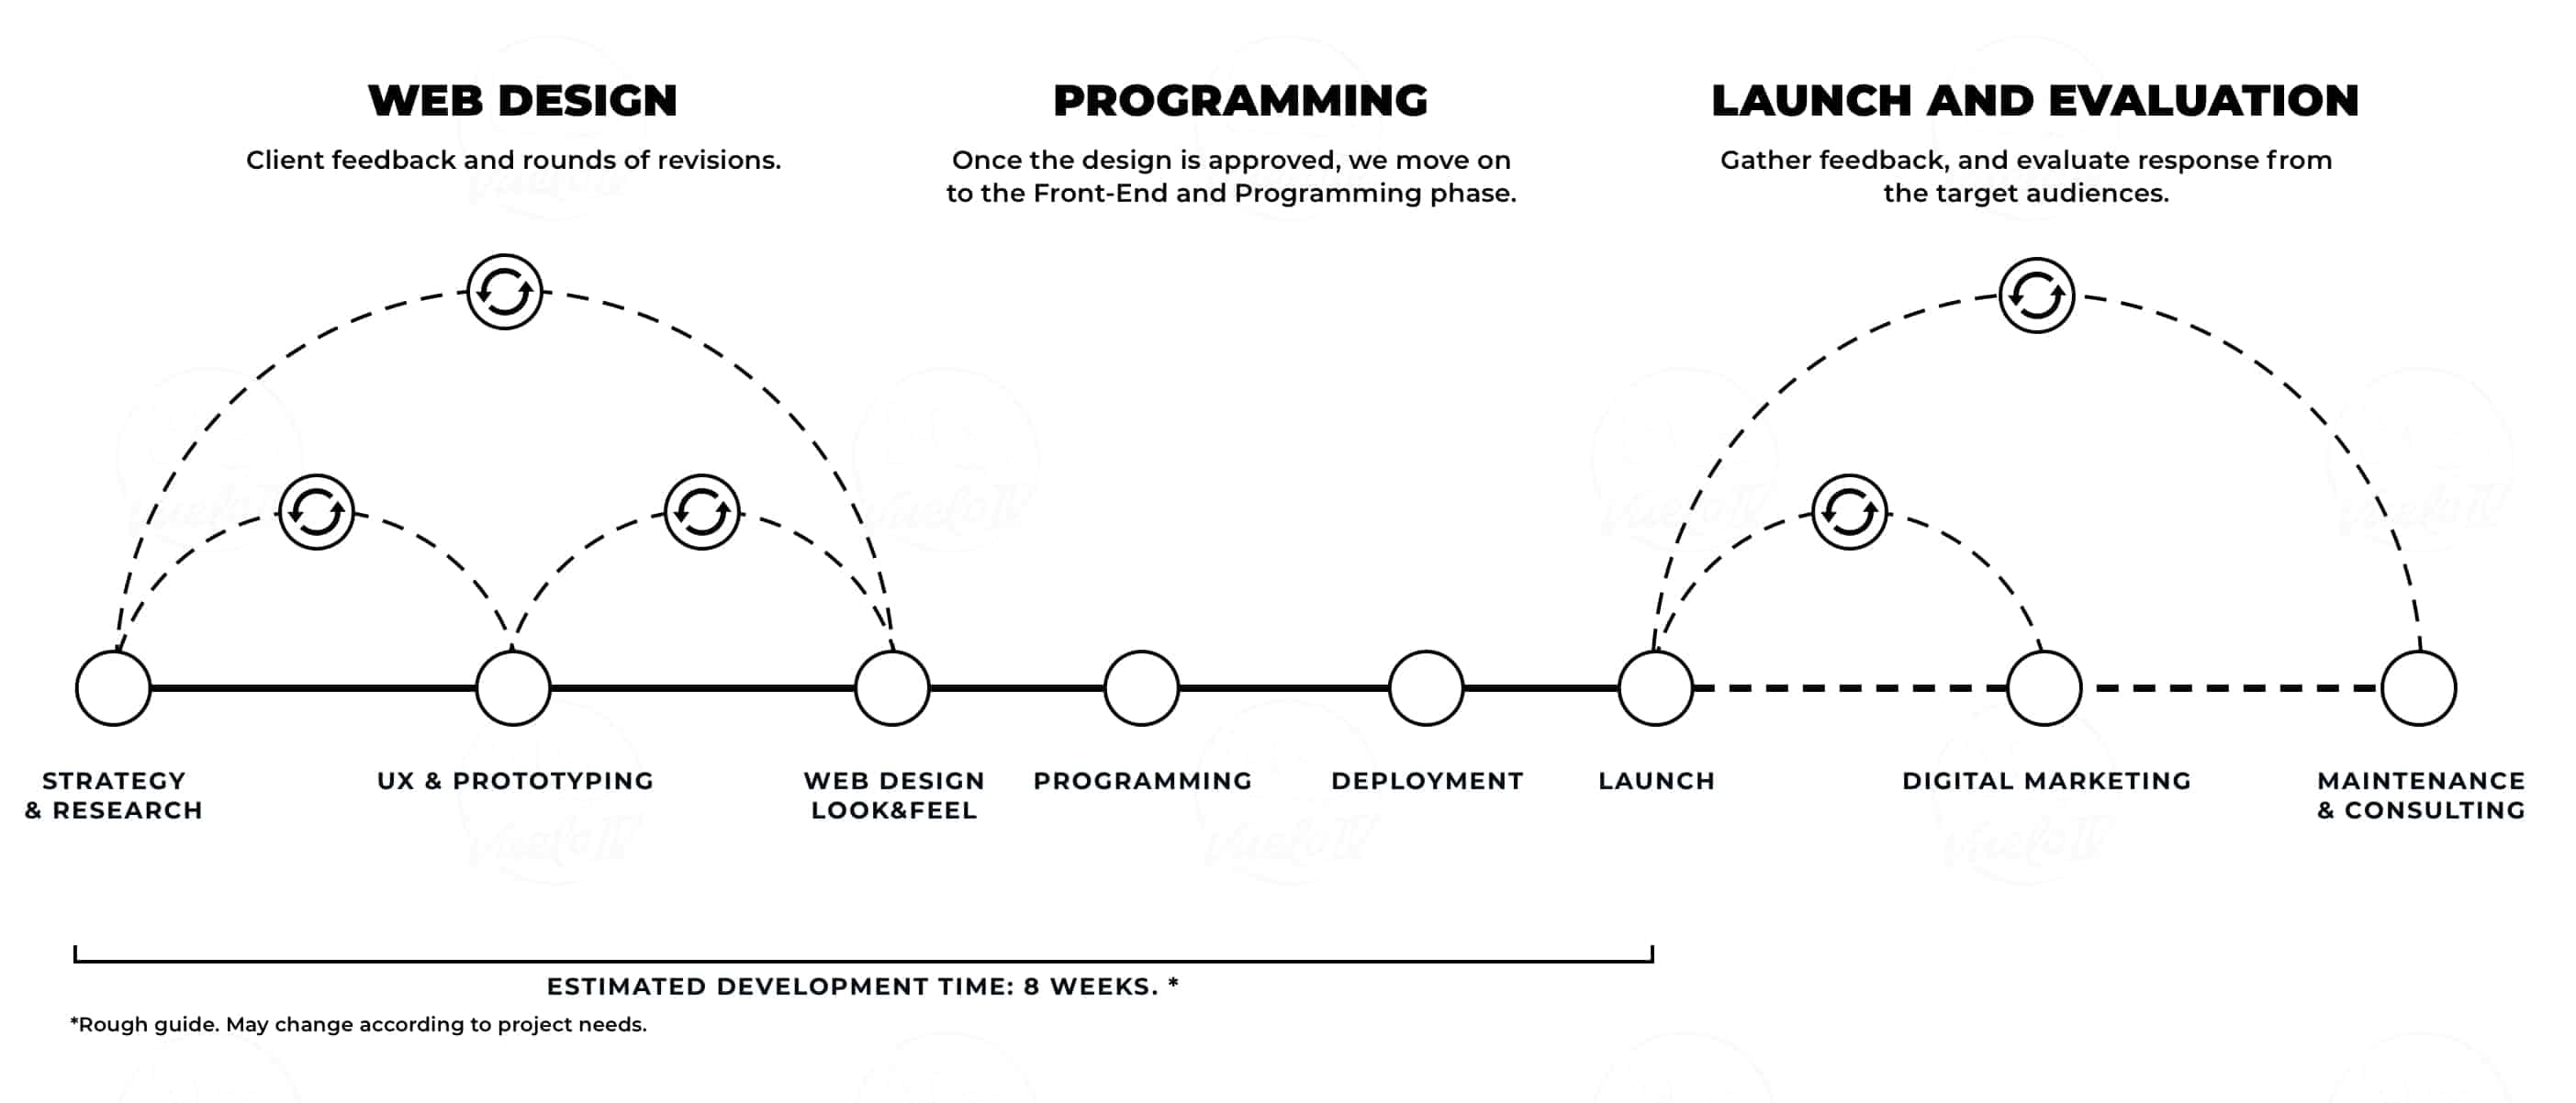 WEB DESIGN
Client feedback and rounds of revisions.
PROGRAMMING
Once the design is approved, we move on
to the Front-End and Programming phase.
LAUNCH AND EVALUATION
Gather feedback, and evaluate response from
the target audiences.
STRATEGY
& RESEARCH
UX & PROTOTYPING
WEB DESIGN
LOOK&FEEL
PROGRAMMING
DEPLOYMENT
LAUNCH
DIGITAL MARKETING
MAINTENANCE
& CONSULTING
ESTIMATED DEVELOPMENT TIME: 8 WEEKS. *
*Rough guide. May change according to project needs.